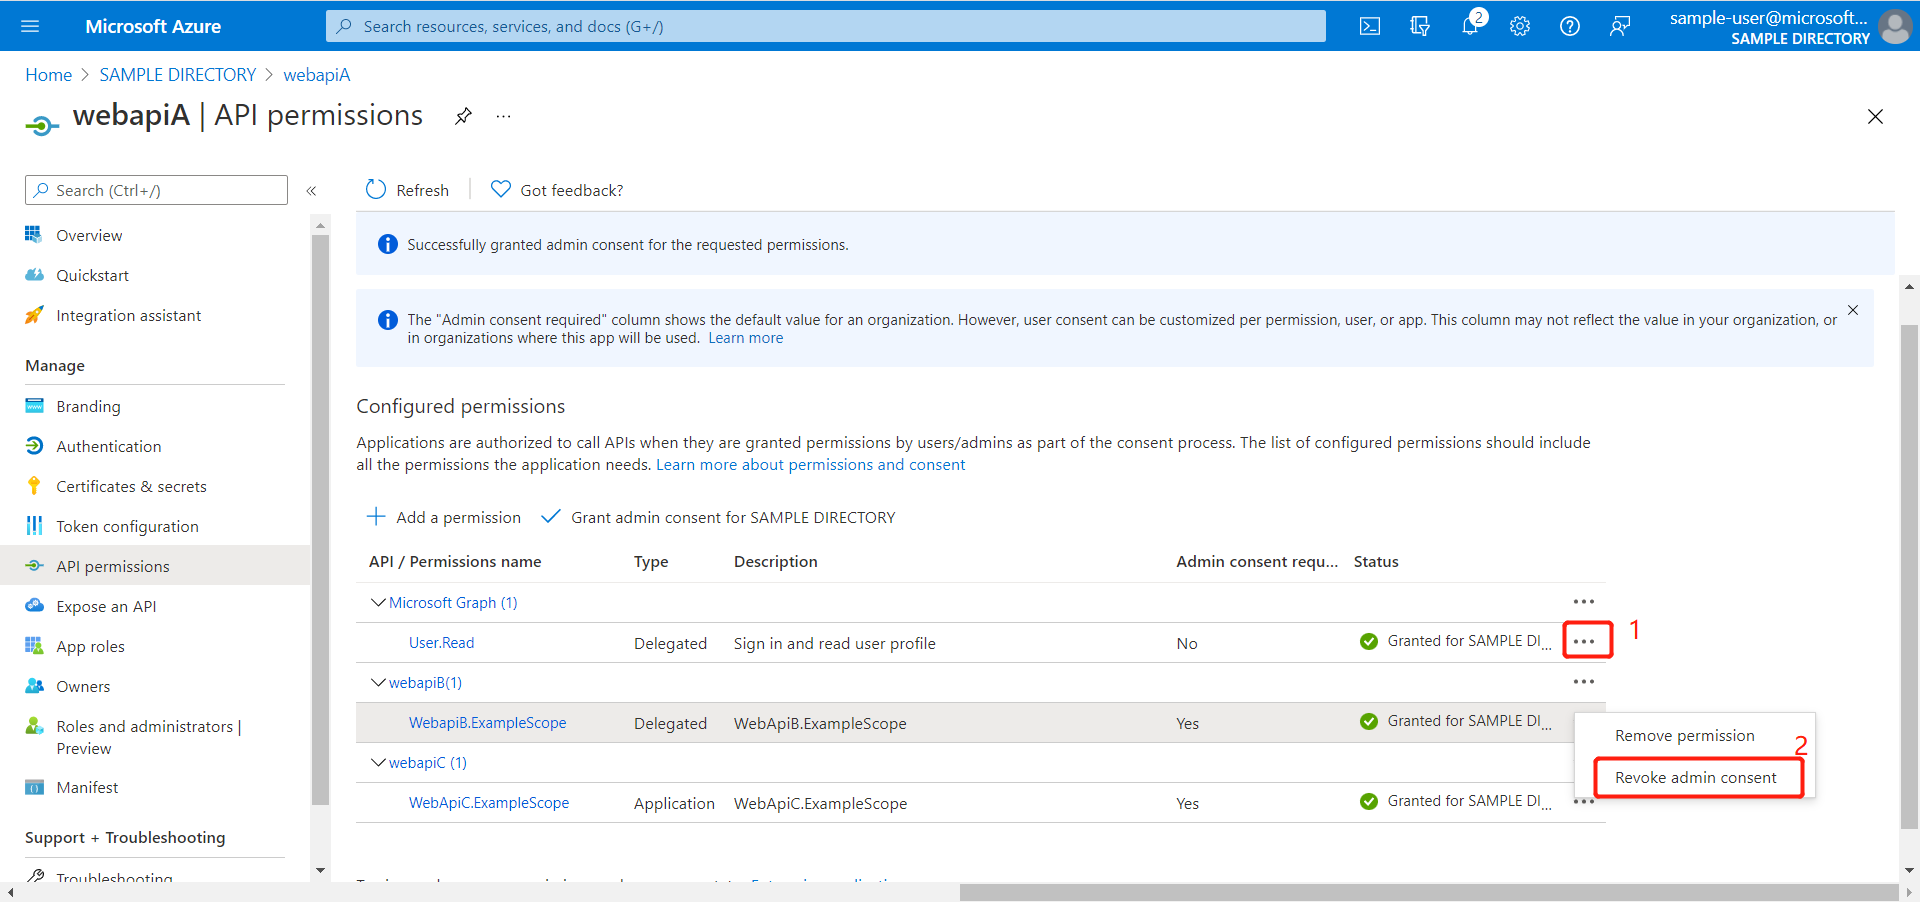 Microsoft Azure
Search resources, services, and docs (G+/)
2
sample-user@microsoft...
SAMPLE DIRECTORY
Home > SAMPLE DIRECTORY > webapiA
webapiA | API permissions
...
Search (Ctrl+/)
«
Refresh
Got feedback?
Overview
Quickstart
Integration assistant
Manage
Branding
Authentication
Certificates & secrets
Token configuration
API permissions
Expose an API
App roles
Owners
Roles and administrators |
Preview
Manifest
Support + Troubleshooting
Troubleshooting
Successfully granted admin consent for the requested permissions.
The "Admin consent required" column shows the default value for an organization. However, user consent can be customized per permission, user, or app. This column may not reflect the value in your organization, or
in organizations where this app will be used. Learn more
Configured permissions
Applications are authorized to call APIs when they are granted permissions by users/admins as part of the consent process. The list of configured permissions should include
all the permissions the application needs. Learn more about permissions and consent
Add a permission
Grant admin consent for SAMPLE DIRECTORY
API / Permissions name Type Description Admin consent requ... Status
Microsoft Graph (1)
User.Read Delegated Sign in and read user profile No Granted for SAMPLE DI... 1
webapiB(1)
WebapiB.ExampleScope Delegated WebApiB.ExampleScope Yes Granted for SAMPLE DI...
Remove permission
2
Revoke admin consent
webapiC (1)
WebApiC.ExampleScope Application WebApiC.ExampleScope Yes Granted for SAMPLE DI...